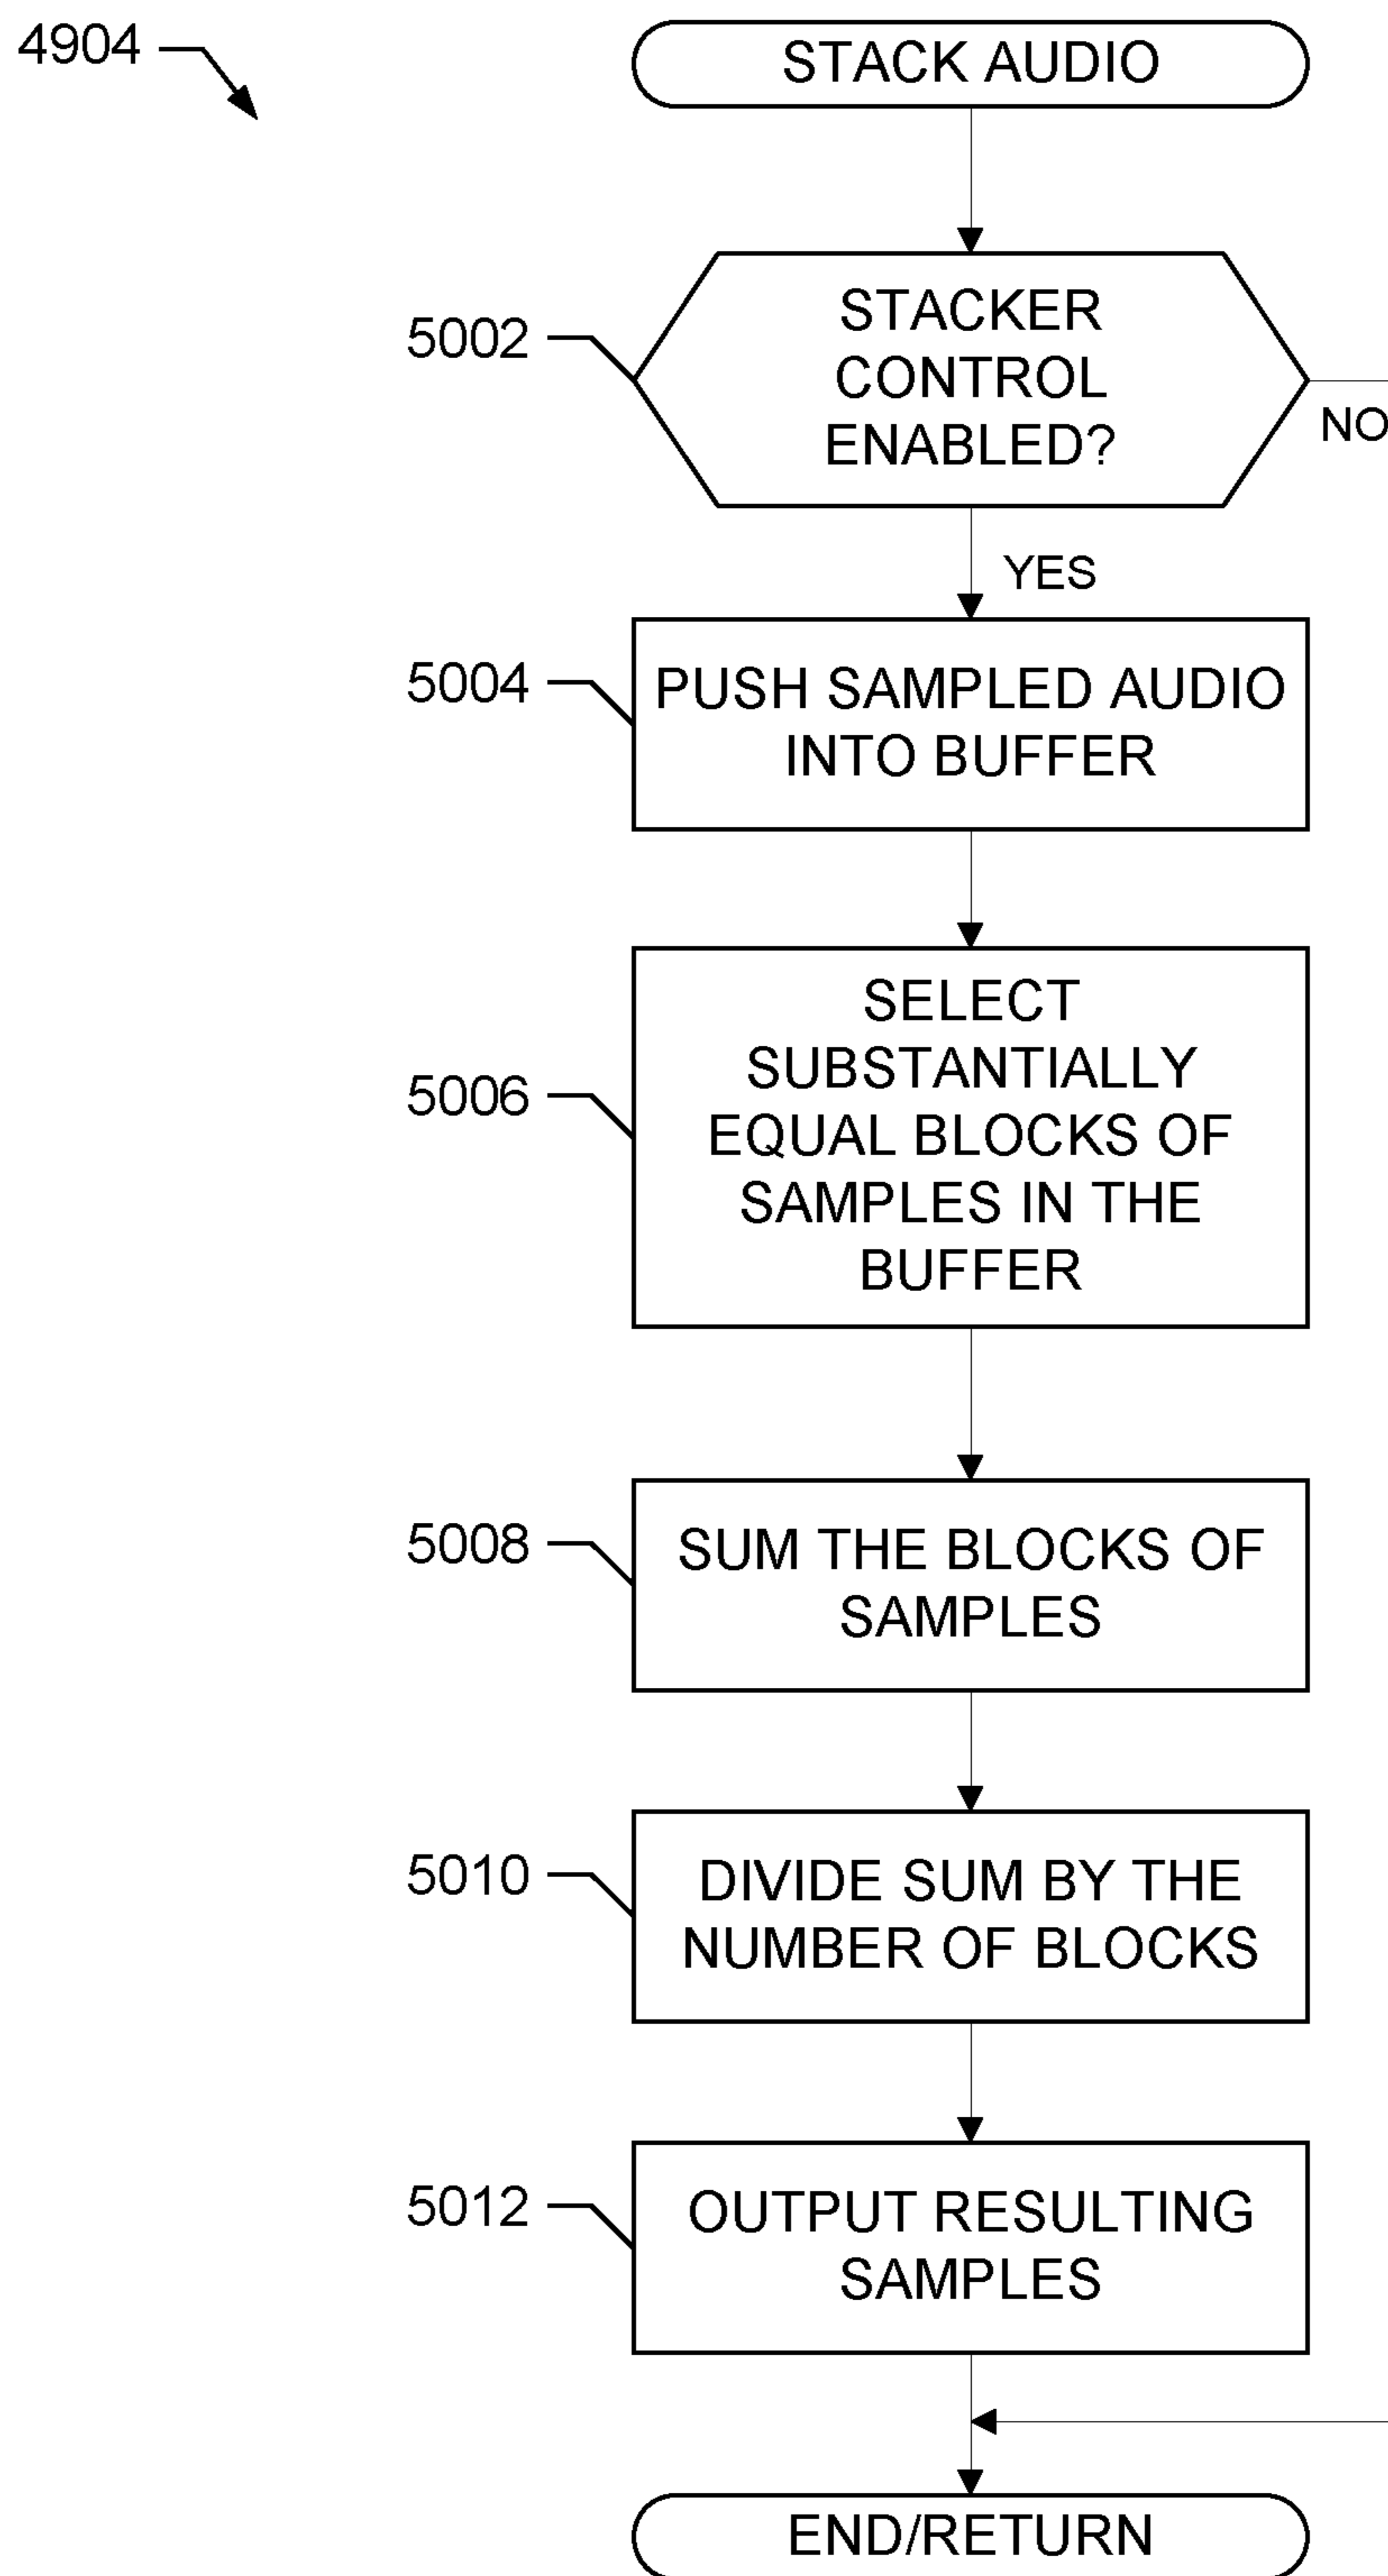 4904
STACK AUDIO
5002
STACKER
CONTROL
ENABLED?
NO
YES
5004
PUSH SAMPLED AUDIO
INTO BUFFER
5006
SELECT
SUBSTANTIALLY
EQUAL BLOCKS OF
SAMPLES IN THE
BUFFER
5008
SUM THE BLOCKS OF
SAMPLES
5010
DIVIDE SUM BY THE
NUMBER OF BLOCKS
5012
OUTPUT RESULTING
SAMPLES
END/RETURN